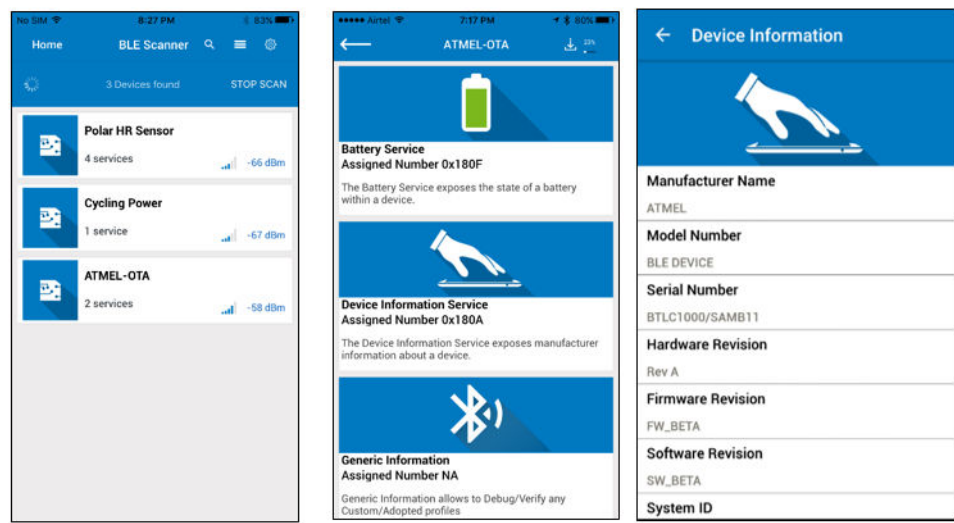 No SIM 8:27 PM 83%
Home BLE Scanner
3 Devices found STOP SCAN
Polar HR Sensor
4 services -66 dBm
Cycling Power
1 service -67 dBm
ATMEL-OTA
2 services -58 dBm
Airtel 7:17 PM 80%
ATMEL-OTA 23%
Battery Service
Assigned Number 0x180F
The Battery Service exposes the state of a battery
within a device.
Device Information Service
Assigned Number 0x180A
The Device Information Service exposes manufacturer
information about a device.
Generic Information
Assigned Number NA
Generic Information allows to Debug/Verify any
Custom/Adopted profiles
Device Information
Manufacturer Name
ATMEL
Model Number
BLE DEVICE
Serial Number
BTLC1000/SAMB11
Hardware Revision
Rev A
Firmware Revision
FW_BETA
Software Revision
SW_BETA
System ID